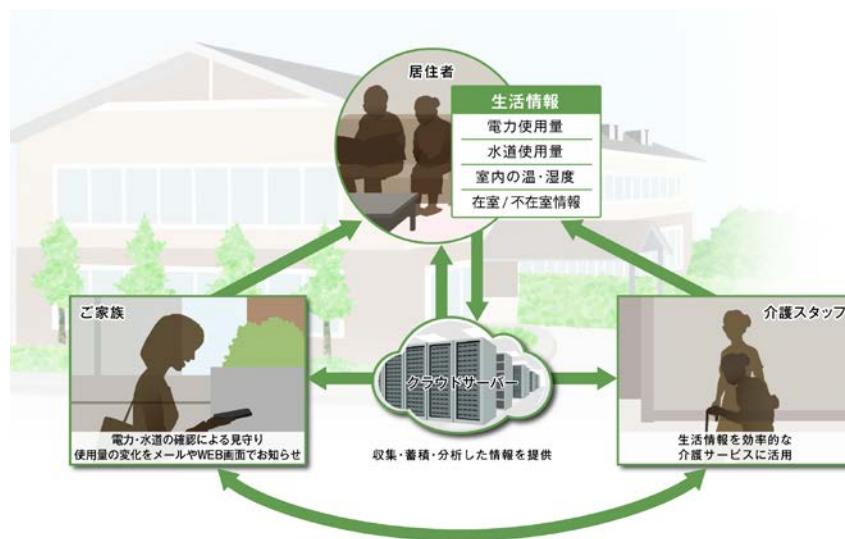 居住者
生活情報
電力使用量
水道使用量
室内の温・湿度
在室/不在室情報
ご家族
電力・水道の確認による見守り
使用量の変化をメールやWEB画面でお知らせ
クラウドサーバー
収集・蓄積・分析した情報を提供
介護スタッフ
生活情報を効率的な
介護サービスに活用